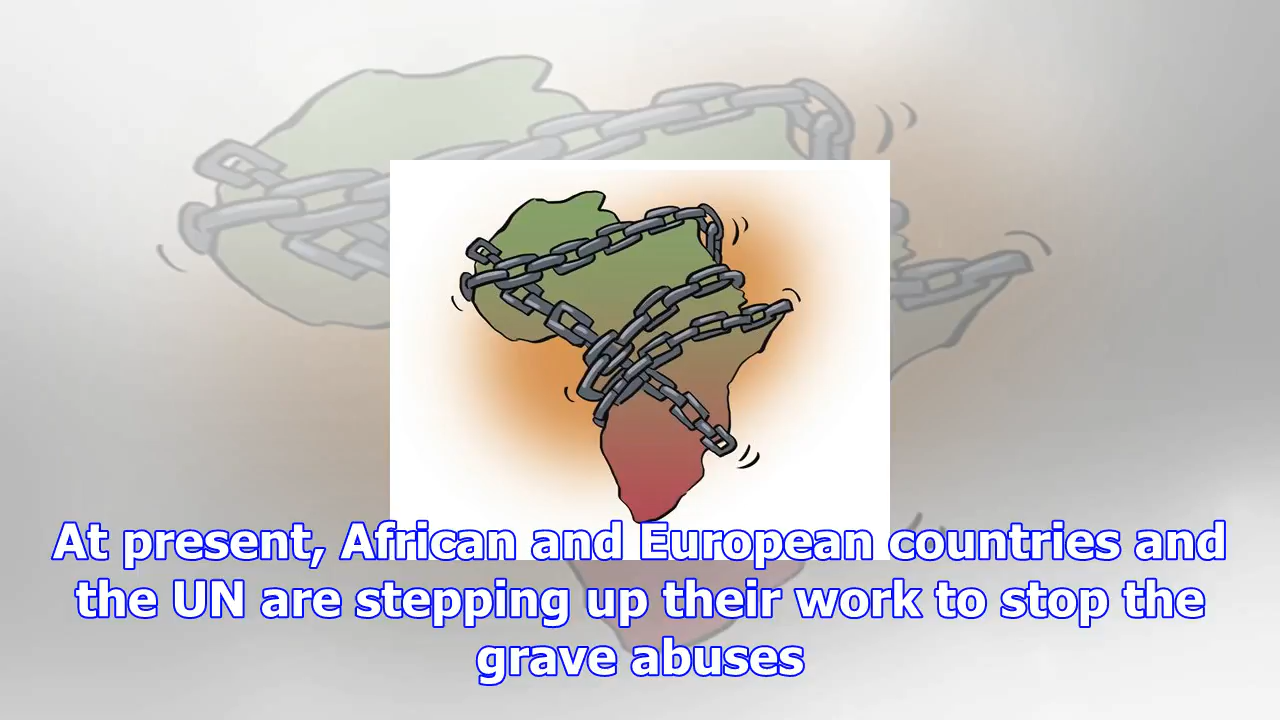 At present, African and European countries and
the UN are stepping up their work to stop the
grave abuses